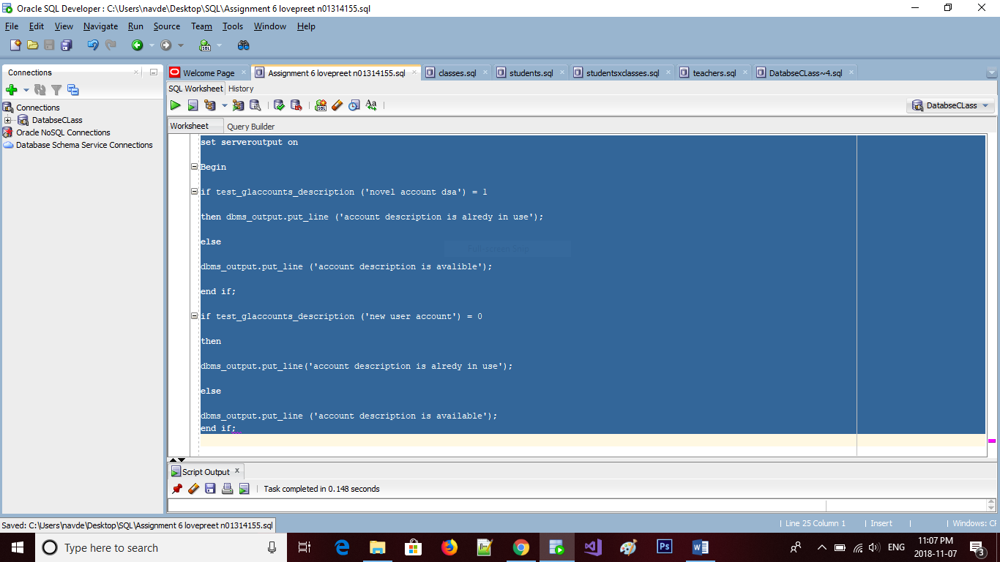 Oracle SQL Developer : C:\Users\navde\Desktop\SQL\Assignment 6 lovepreet n01314155.sql
File Edit View Navigate Run Source Team Tools Window Help
Connections
Connections
DatabseCLass
Oracle NoSQL Connections
Database Schema Service Connections
Welcome Page
Assignment 6 lovepreet n01314155.sql
classes.sql
students.sql
studentsxclasses.sql
teachers.sql
DatabseCLass~4.sql
SQL Worksheet History
DatabseCLass
Worksheet Query Builder
set serveroutput on
Begin
if test_glaccounts_description ('novel account dsa') = 1
then dbms_output.put_line ('account description is alredy in use');
else
Full-screen Snip
dbms_output.put_line ('account description is avalible');
end if;
if test_glaccounts_description ('new user account') = 0
then
dbms_output.put_line('account description is alredy in use');
else
dbms_output.put_line ('account description is available');
end if;
Script Output
Task completed in 0.148 seconds
Saved: C:\Users\navde\Desktop\SQL\Assignment 6 lovepreet n01314155.sql
Line 25 Column 1 Insert Windows: CF
Type here to search
ENG
11:07 PM
2018-11-07
3